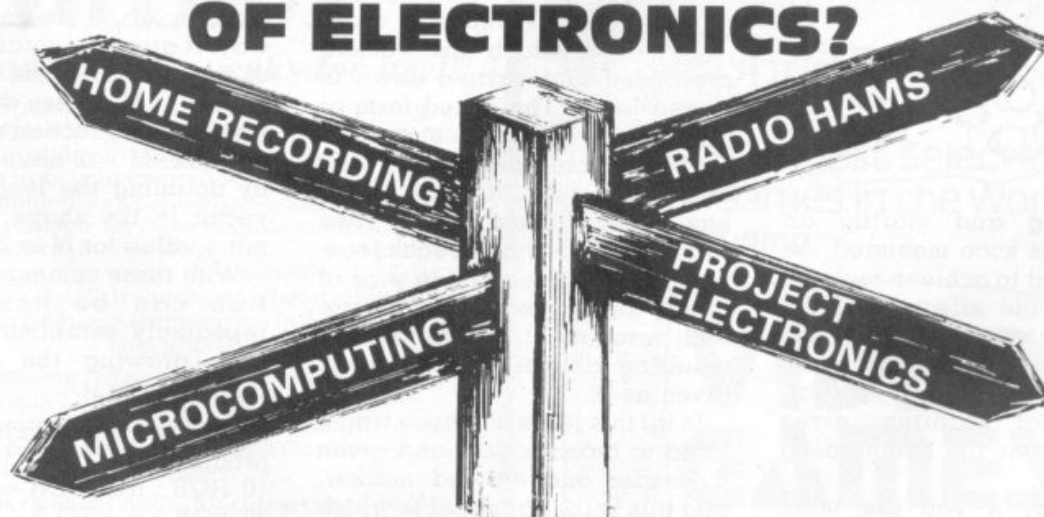 OF ELECTRONICS?
HOME RECORDING
RADIO HAMS
PROJECT
ELECTRONICS
MICROCOMPUTING